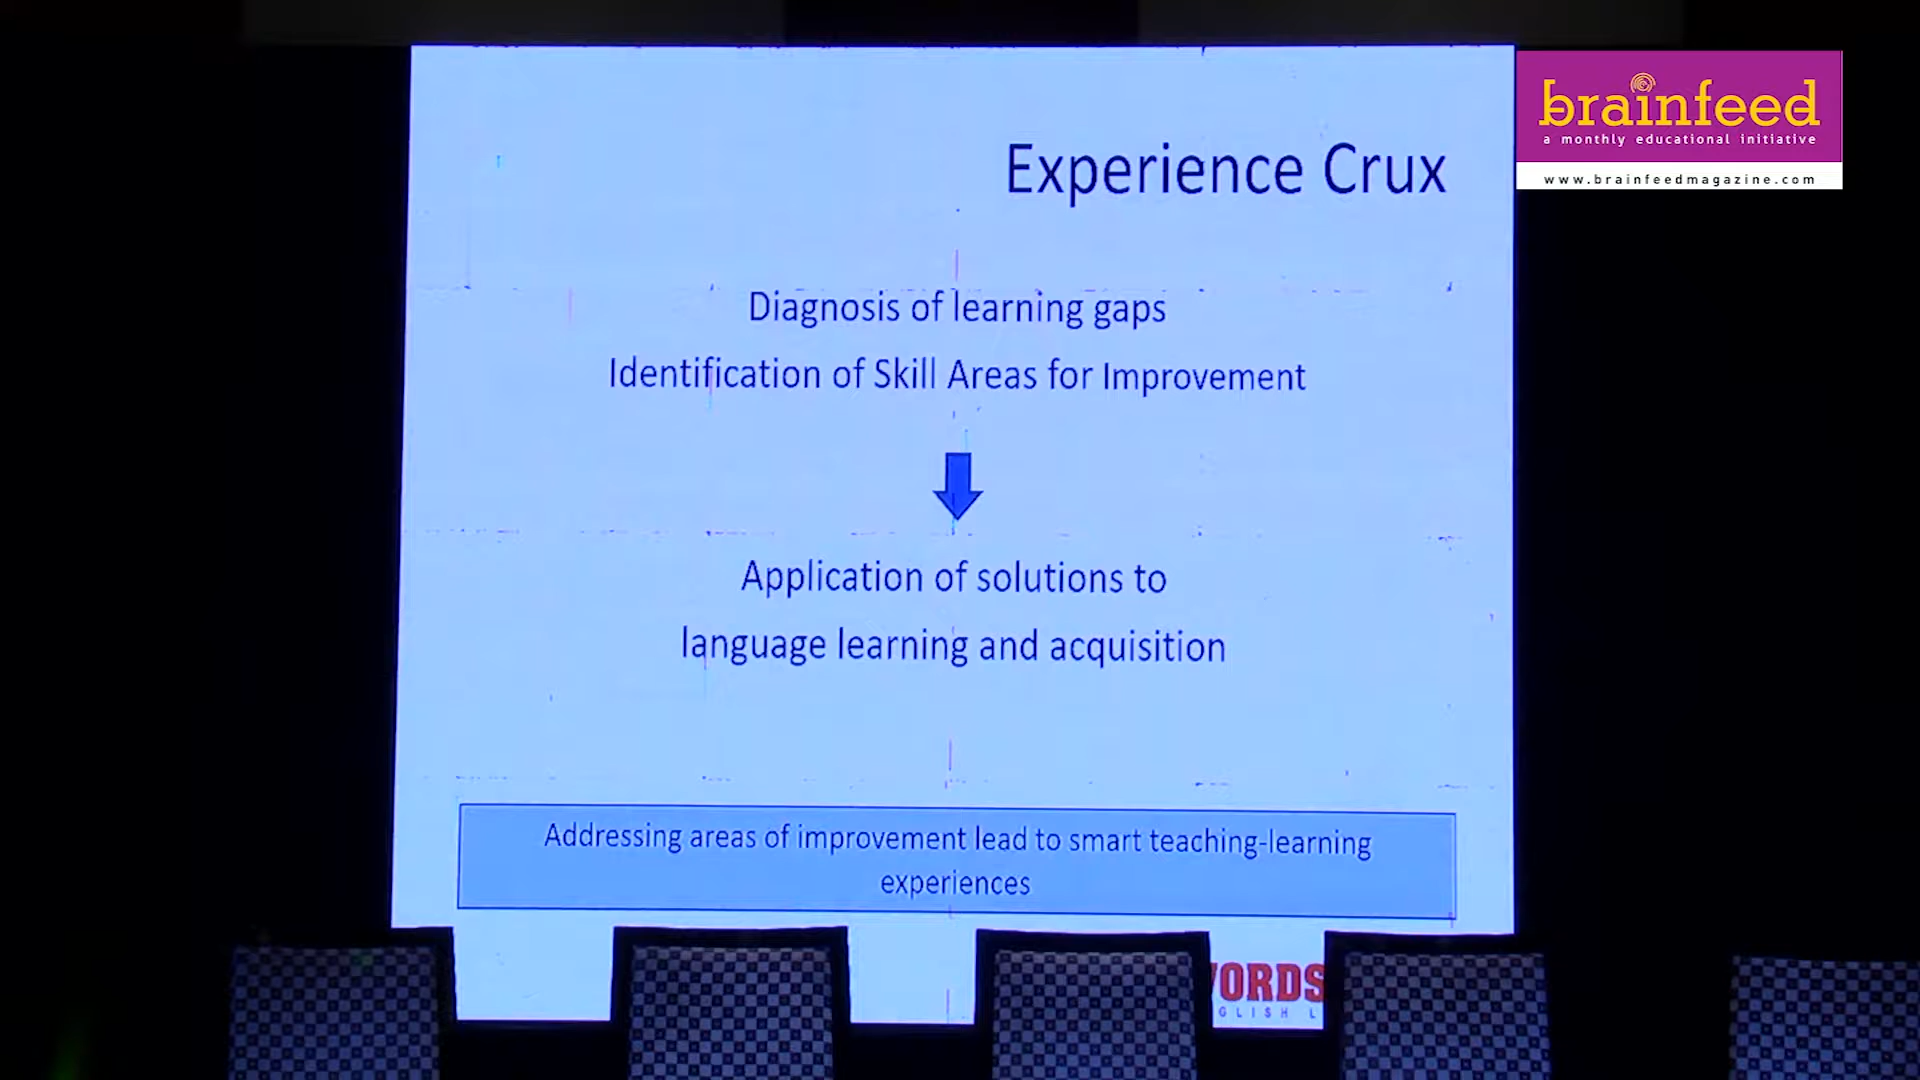 brainfeed
a monthly educational initiative
www.brainfeedmagazine.com
Experience Crux
Diagnosis of learning gaps
Identification of Skill Areas for Improvement
Application of solutions to
language learning and acquisition
Addressing areas of improvement lead to smart teaching-learning
experiences